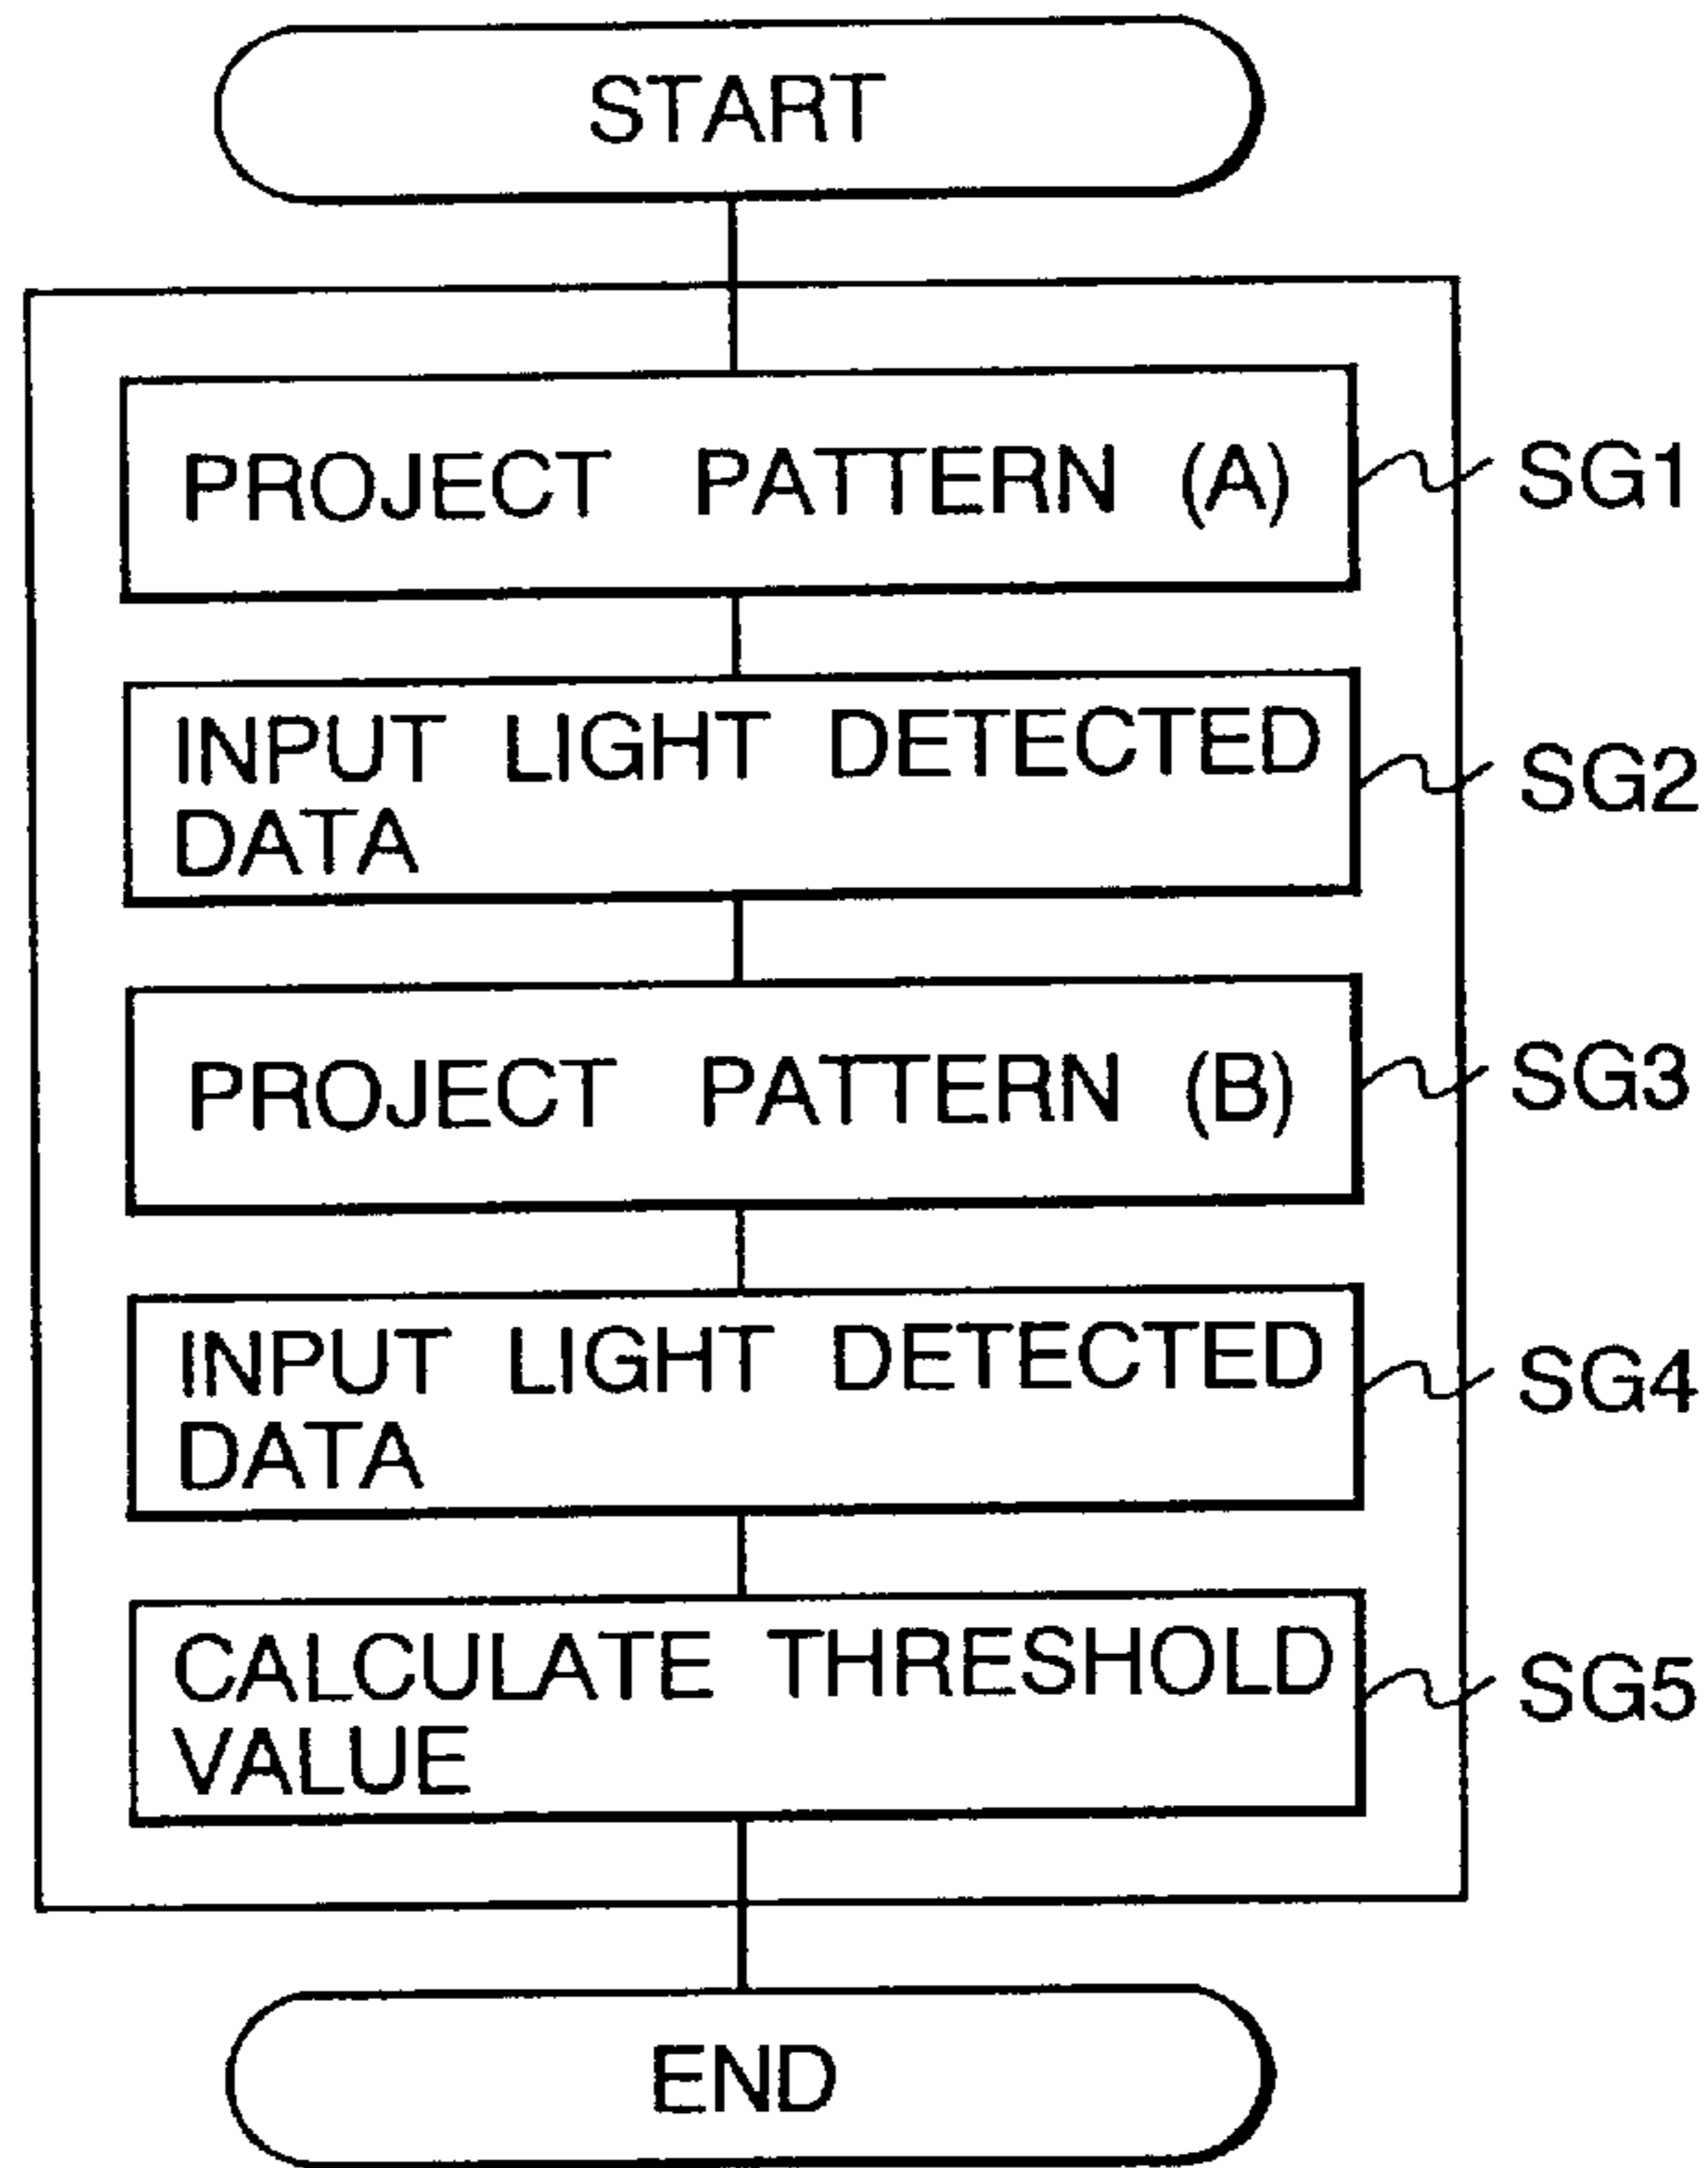 START
PROJECT PATTERN (A)
SG1
INPUT LIGHT DETECTED
DATA
SG2
PROJECT PATTERN (B)
SG3
INPUT LIGHT DETECTED
DATA
SG4
CALCULATE THRESHOLD
VALUE
SG5
END